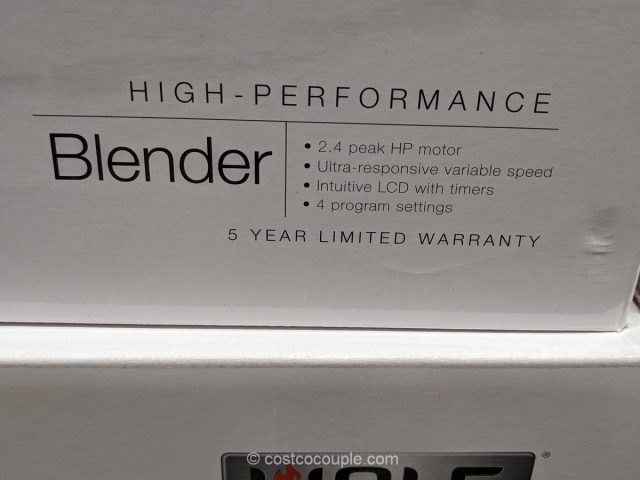 HIGH-PERFORMANCE
Blender
• 2.4 peak HP motor
• Ultra-responsive variable speed
• Intuitive LCD with timers
• 4 program settings
5 YEAR LIMITED WARRANTY
© costcocouple.com
WOLF ®